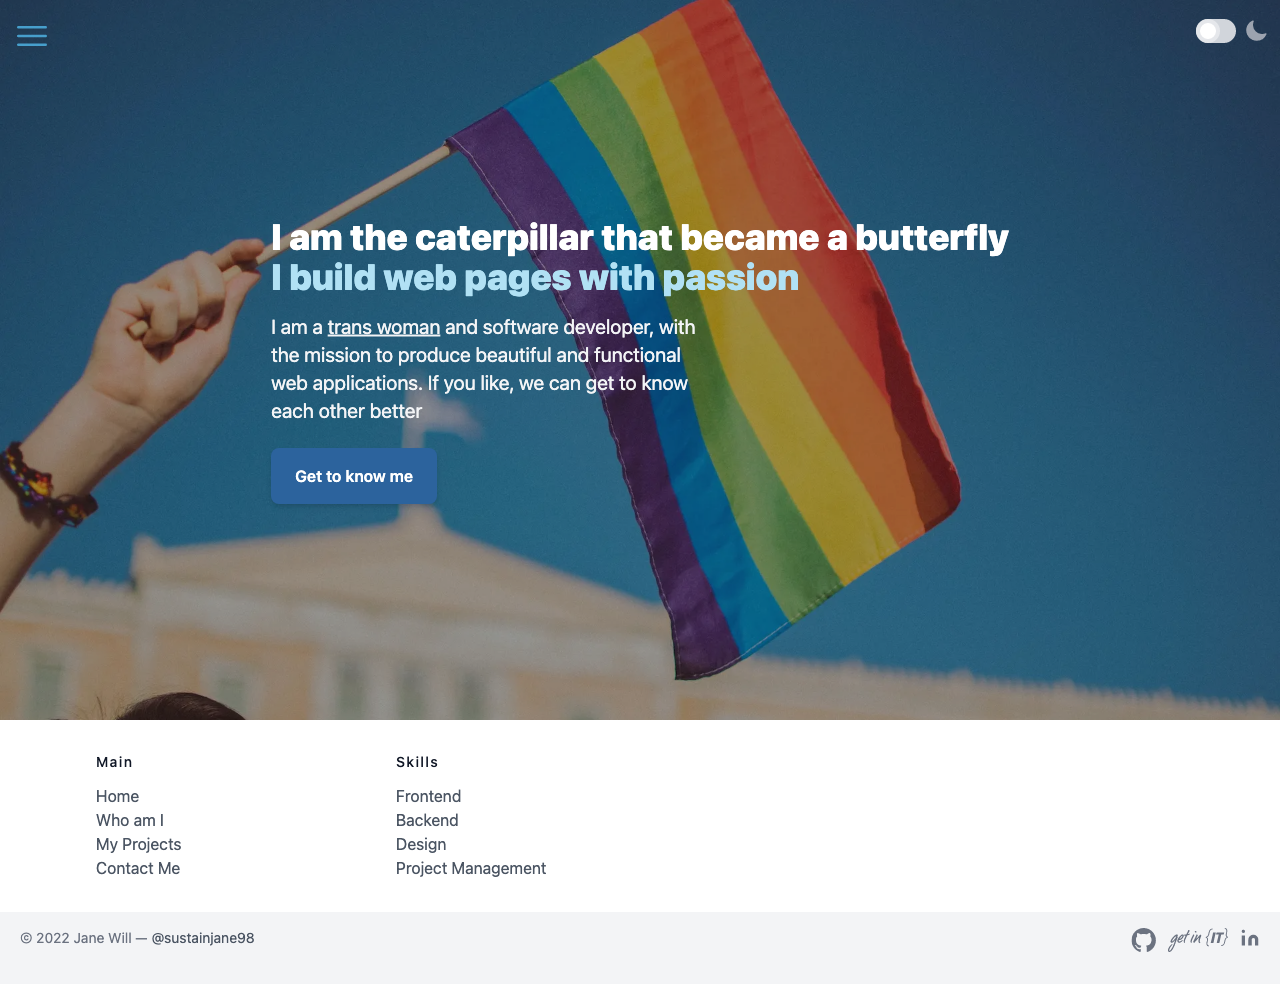 I am the caterpillar that became a butterfly
I build web pages with passion
I am a trans woman and software developer, with
the mission to produce beautiful and functional
web applications. If you like, we can get to know
each other better
Get to know me
Main
Home
Who am I
My Projects
Contact Me
Skills
Frontend
Backend
Design
Project Management
© 2022 Jane Will — @sustainjane98
get in {IT}
in